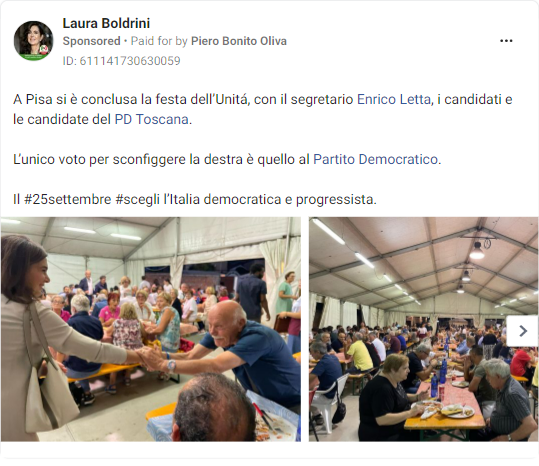 Laura Boldrini
Sponsored • Paid for by Piero Bonito Oliva
ID: 611141730630059
A Pisa si è conclusa la festa dell’Unitá, con il segretario Enrico Letta, i candidati e
le candidate del PD Toscana.
L’unico voto per sconfiggere la destra è quello al Partito Democratico.
Il #25settembre #scegli l’Italia democratica e progressista.